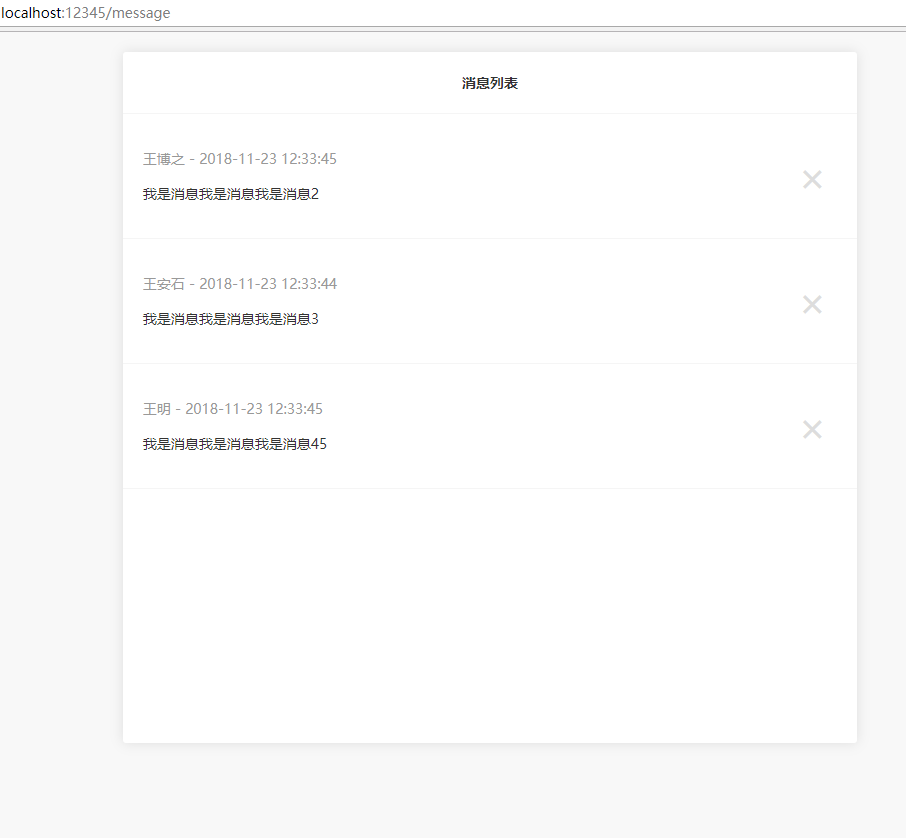 localhost:12345/message
消息列表
王博之 - 2018-11-23 12:33:45
我是消息我是消息我是消息2
王安石 - 2018-11-23 12:33:44
我是消息我是消息我是消息3
王明 - 2018-11-23 12:33:45
我是消息我是消息我是消息45